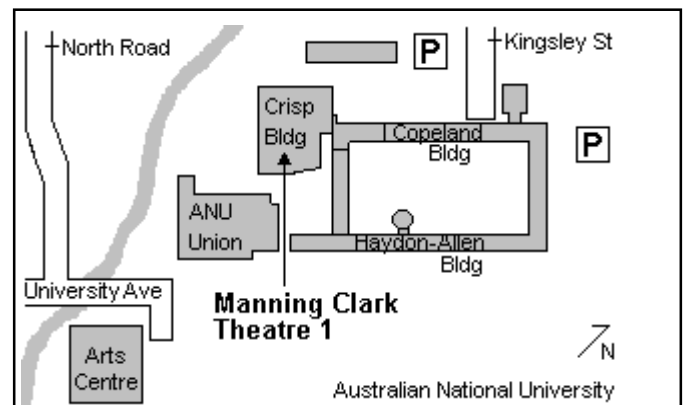 North Road
P
Kingsley St
Crisp
Bldg
Copeland
Bldg
P
ANU
Union
Haydon-Allen
Bldg
University Ave
Manning Clark
Theatre 1
Arts
Centre
N
Australian National University